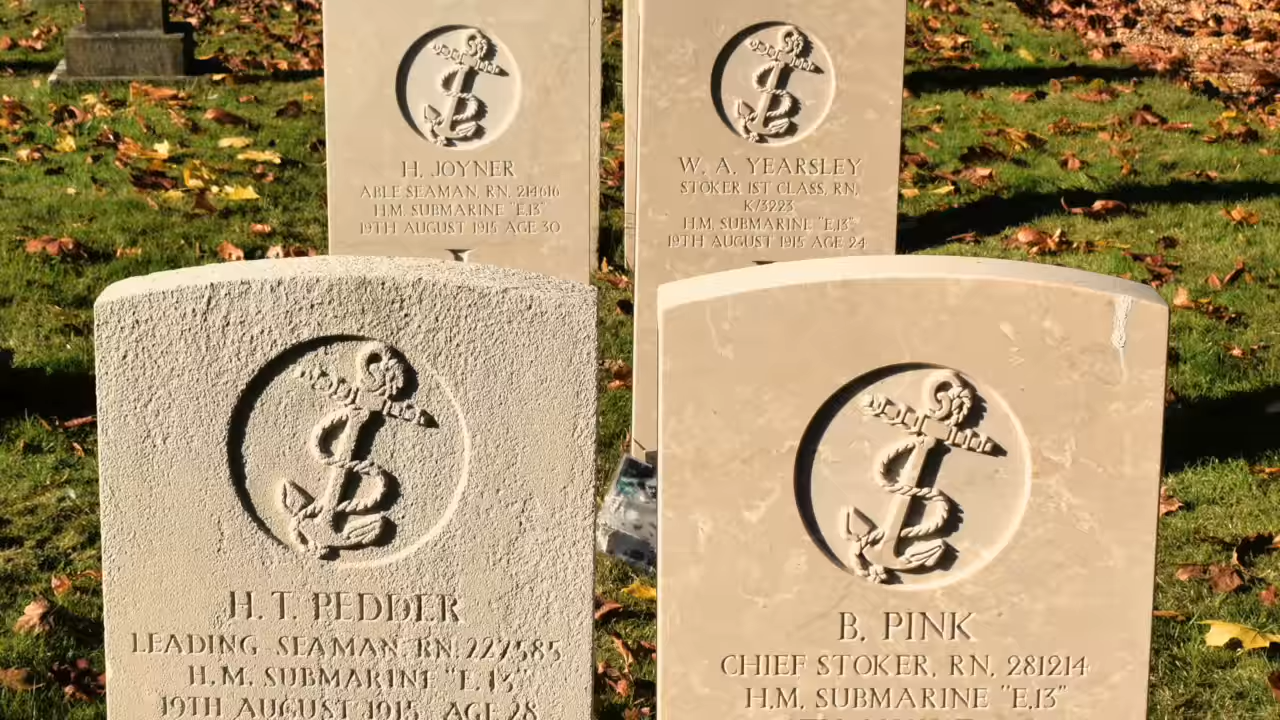 H. JOYNER
ABLE SEAMAN, RN. 214616
H.M. SUBMARINE "E.13"
19TH AUGUST 1915 AGE 30
W. A. YEARSLEY
STOKER 1ST CLASS, RN,
K/3923
H.M. SUBMARINE "E.13"
19TH AUGUST 1915 AGE 24
H. T. PEDDER
LEADING SEAMAN, RN. 227585
H.M. SUBMARINE "E.13"
19TH AUGUST 1915 AGE 28
B. PINK
CHIEF STOKER, RN, 281214
H.M. SUBMARINE "E.13"